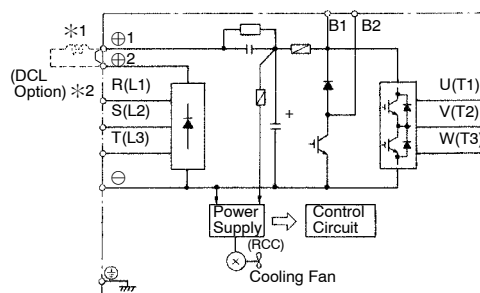 ※1
⊕1
⊕2
B1
B2
(DCL
Option)
※2
R(L1)
S(L2)
T(L3)
U(T1)
V(T2)
W(T3)
+
⊖
Power
Supply
Control
Circuit
(RCC)
Cooling Fan